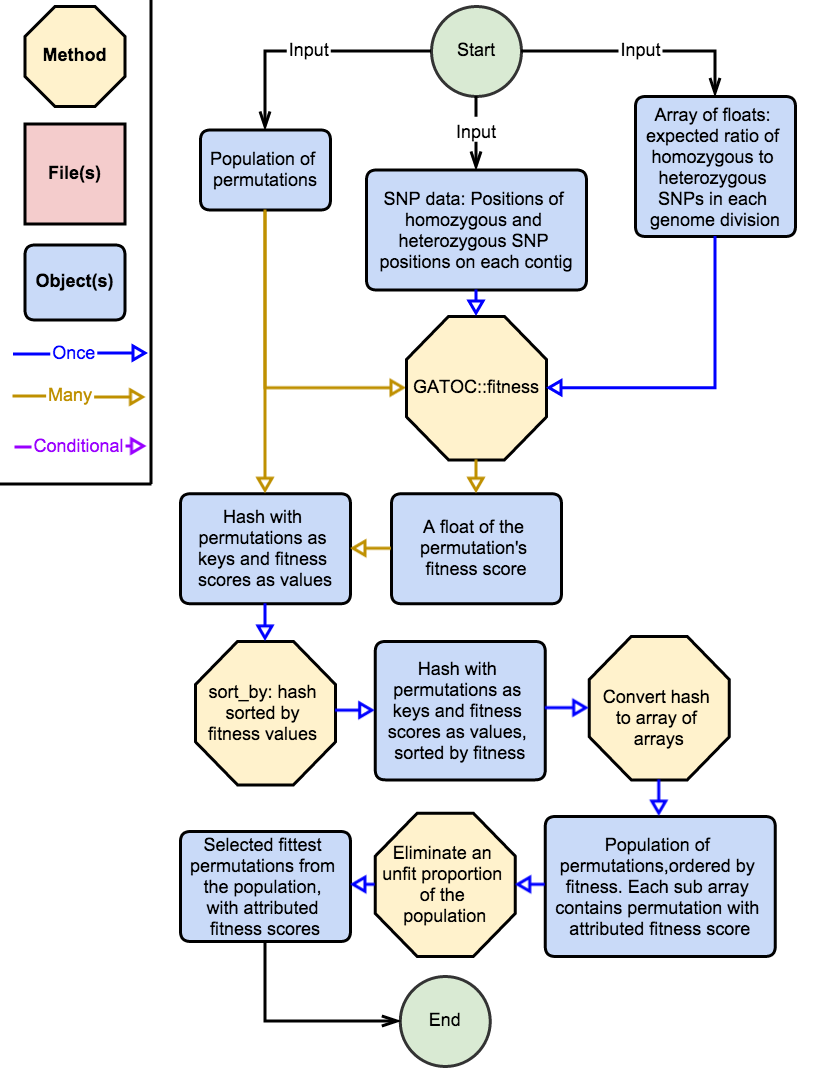 Method
File(s)
Object(s)
Once
Many
Conditional
Start
Input
Input
Input
Population of
permutations
SNP data: Positions of
homozygous and
heterozygous SNP
positions on each contig
Array of floats:
expected ratio of
homozygous to
heterozygous
SNPs in each
genome division
GATOC::fitness
Hash with
permutations as
keys and fitness
scores as values
A float of the
permutation's
fitness score
sort_by: hash
sorted by
fitness values
Hash with
permutations as
keys and fitness
scores as values,
sorted by fitness
Convert hash
to array of
arrays
Population of
permutations,ordered by
fitness. Each sub array
contains permutation with
attributed fitness score
Eliminate an
unfit proportion
of the
population
Selected fittest
permutations from
the population,
with attributed
fitness scores
End